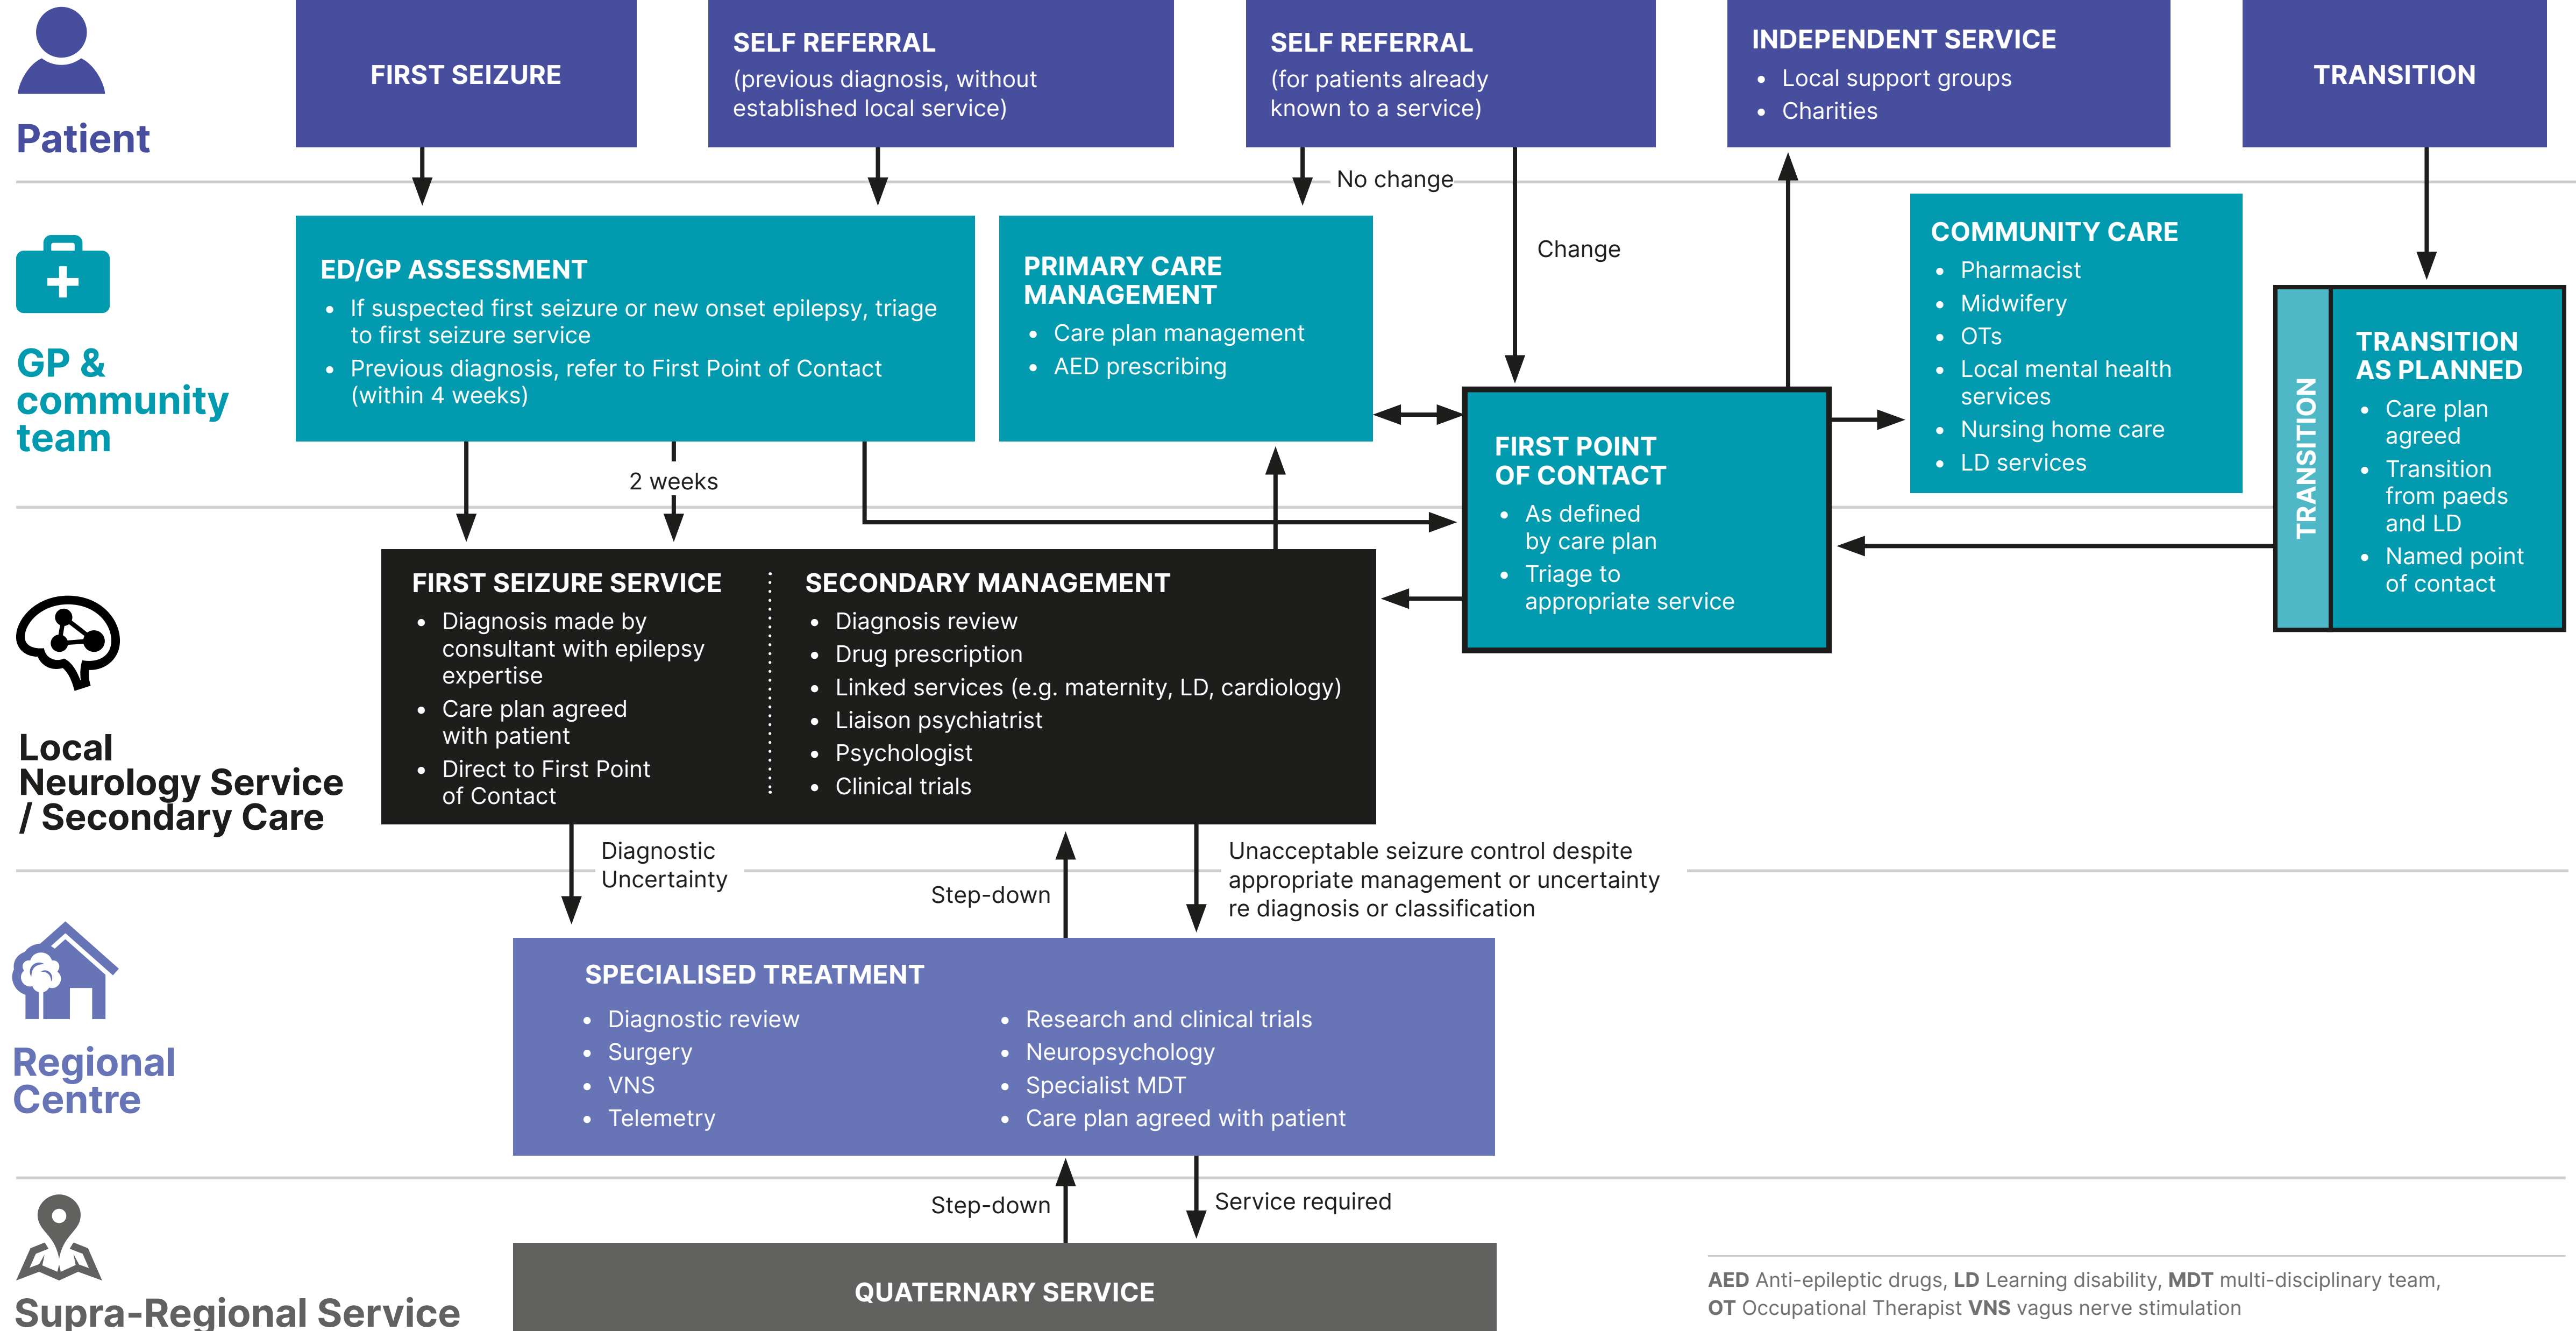 Patient
FIRST SEIZURE
SELF REFERRAL
(previous diagnosis, without
established local service)
SELF REFERRAL
(for patients already
known to a service)
INDEPENDENT SERVICE
• Local support groups
• Charities
TRANSITION
No change
Change
GP &
community
team
ED/GP ASSESSMENT
• If suspected first seizure or new onset epilepsy, triage
to first seizure service
• Previous diagnosis, refer to First Point of Contact
(within 4 weeks)
PRIMARY CARE
MANAGEMENT
• Care plan management
• AED prescribing
FIRST POINT
OF CONTACT
• As defined
by care plan
• Triage to
appropriate service
COMMUNITY CARE
• Pharmacist
• Midwifery
• OTs
• Local mental health
services
• Nursing home care
• LD services
TRANSITION
TRANSITION
AS PLANNED
• Care plan
agreed
• Transition
from paeds
and LD
• Named point
of contact
2 weeks
Local
Neurology Service
/ Secondary Care
FIRST SEIZURE SERVICE
• Diagnosis made by
consultant with epilepsy
expertise
• Care plan agreed
with patient
• Direct to First Point
of Contact
SECONDARY MANAGEMENT
• Diagnosis review
• Drug prescription
• Linked services (e.g. maternity, LD, cardiology)
• Liaison psychiatrist
• Psychologist
• Clinical trials
Diagnostic
Uncertainty
Step-down
Unacceptable seizure control despite
appropriate management or uncertainty
re diagnosis or classification
Regional
Centre
SPECIALISED TREATMENT
• Diagnostic review
• Surgery
• VNS
• Telemetry
• Research and clinical trials
• Neuropsychology
• Specialist MDT
• Care plan agreed with patient
Step-down
Service required
Supra-Regional Service
QUATERNARY SERVICE
AED Anti-epileptic drugs, LD Learning disability, MDT multi-disciplinary team,
OT Occupational Therapist VNS vagus nerve stimulation